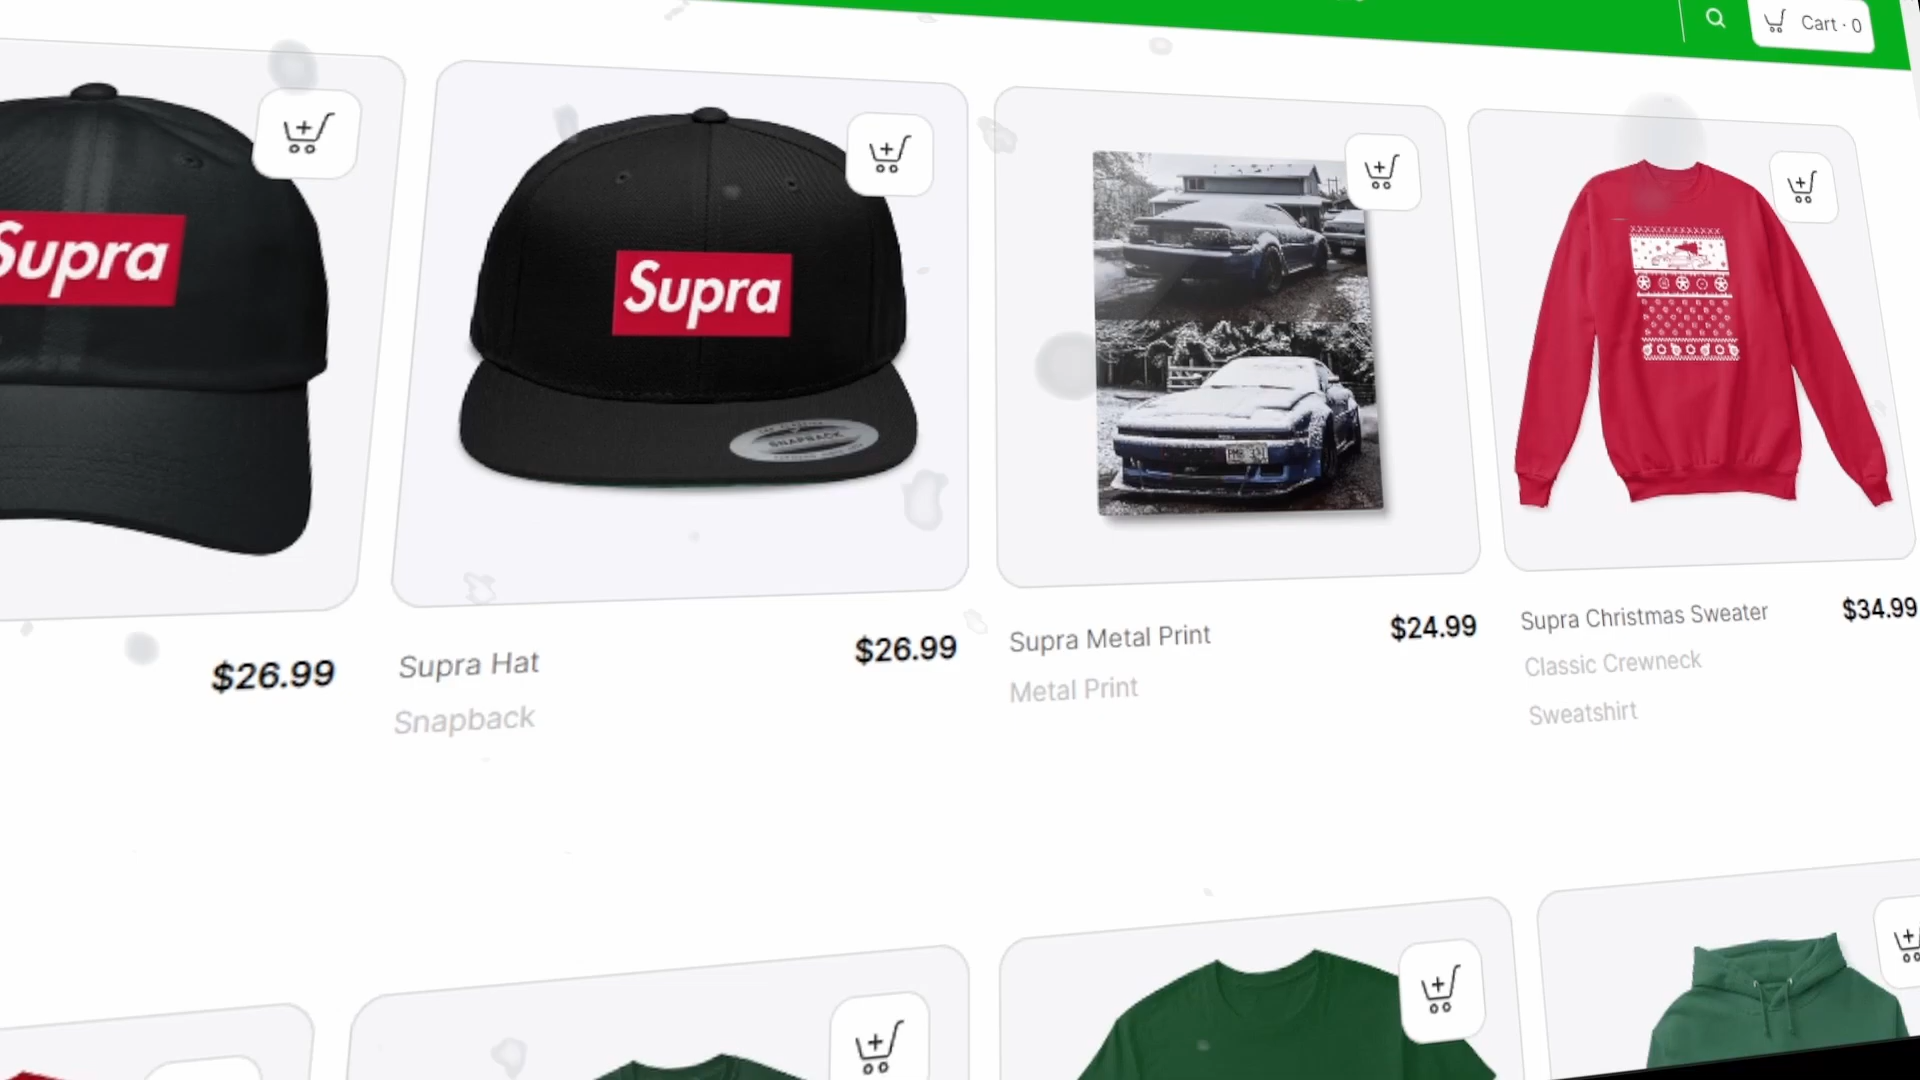 Cart · 0
Supra
Supra
SNAPBACK
$26.99
Supra Hat
$26.99
Snapback
Supra Metal Print
$24.99
Metal Print
Supra Christmas Sweater
$34.99
Classic Crewneck
Sweatshirt